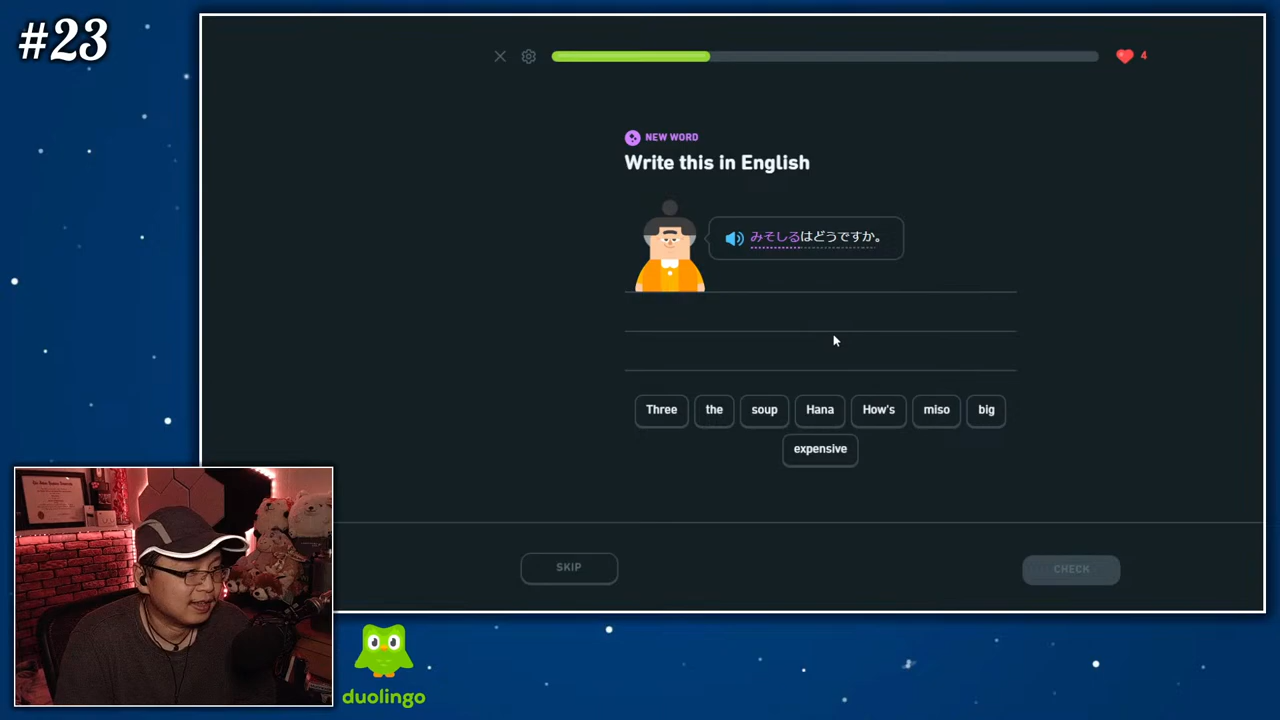 #23
4
NEW WORD
Write this in English
みそしるはどうですか。
Three the soup Hana How's miso big
expensive
SKIP
CHECK
duolingo